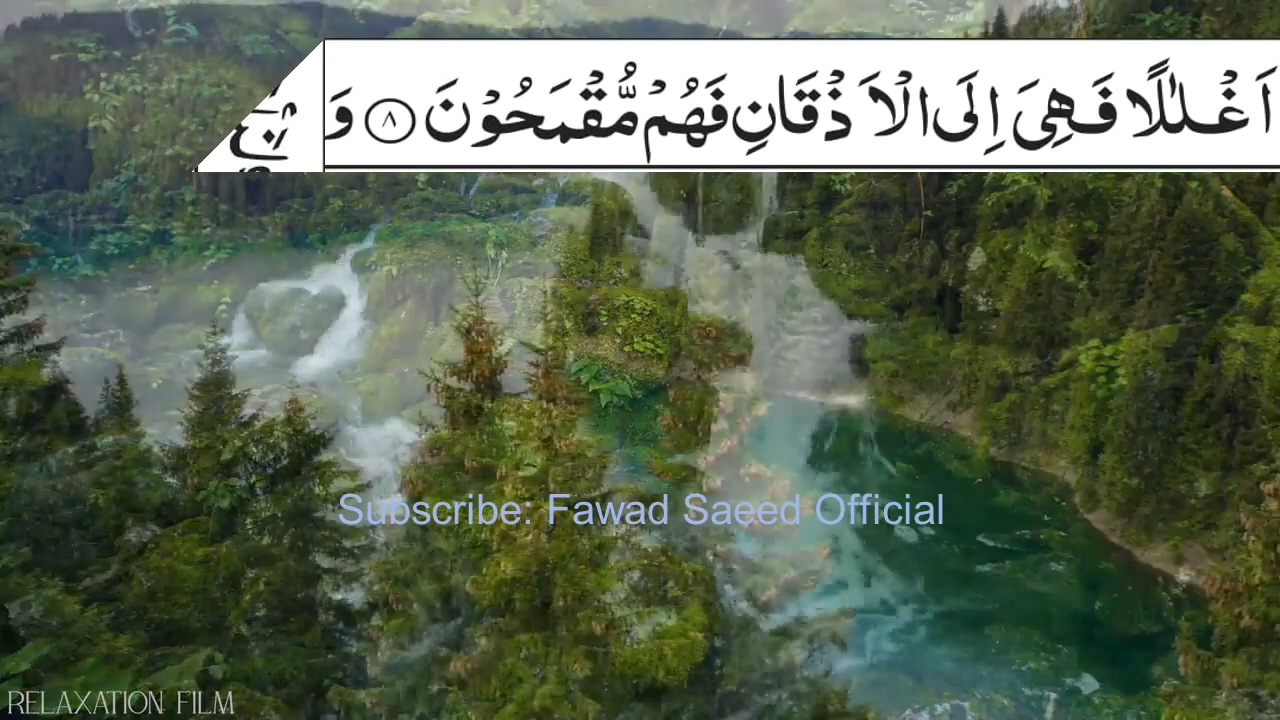 اَغْلٰلًا فَهِىَ اِلَى الْاَذْقَانِ فَهُمْ مُّقْمَحُوْنَ ۝٨ وَ
Subscribe: Fawad Saeed Official
RELAXATION FILM